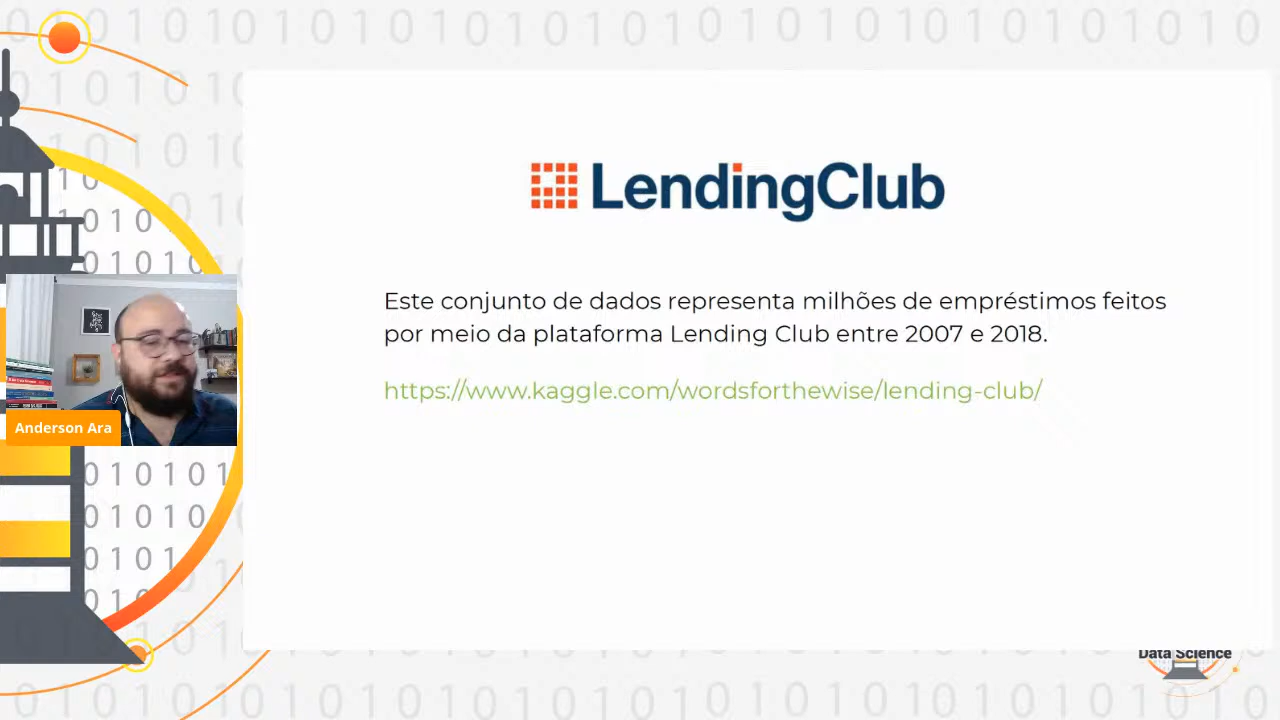 LendingClub
Este conjunto de dados representa milhões de empréstimos feitos
por meio da plataforma Lending Club entre 2007 e 2018.
https://www.kaggle.com/wordsforthewise/lending-club/
Anderson Ara
Data Science